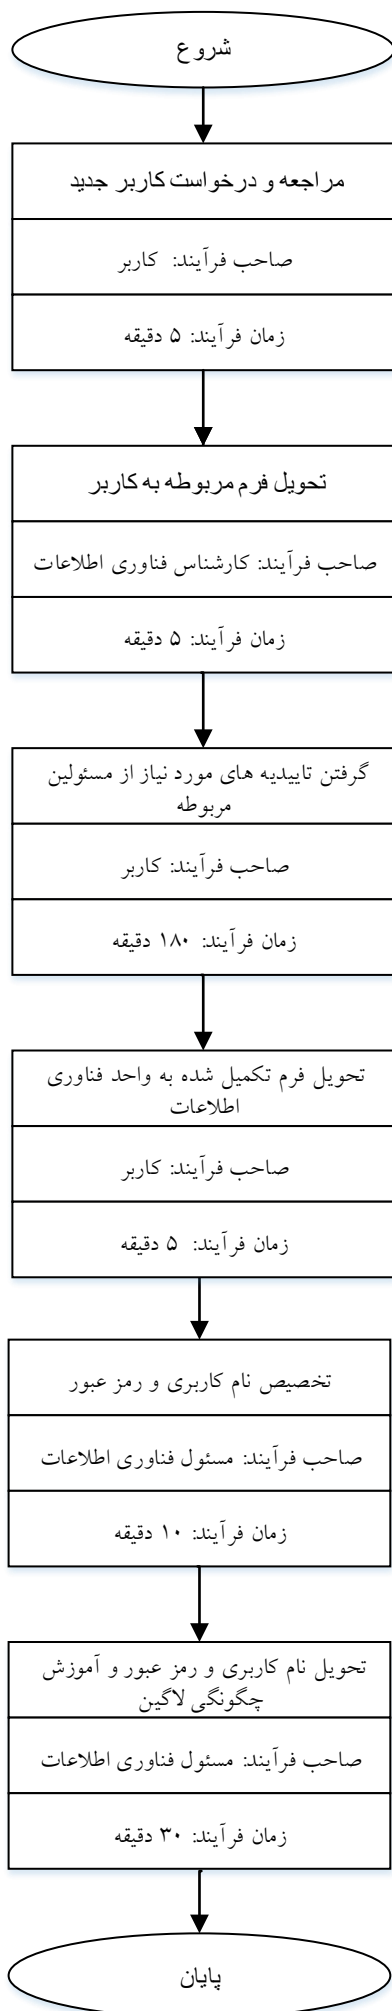 شروع
مراجعه و درخواست کاربر جدید
صاحب فرآیند: کاربر
زمان فرآیند: ۵ دقیقه
تحویل فرم مربوطه به کاربر
صاحب فرآیند: کارشناس فناوری اطلاعات
زمان فرآیند: ۵ دقیقه
گرفتن تاییدیه های مورد نیاز از مسئولین
مربوطه
صاحب فرآیند: کاربر
زمان فرآیند: ۱۸۰ دقیقه
تحویل فرم تکمیل شده به واحد فناوری
اطلاعات
صاحب فرآیند: کاربر
زمان فرآیند: ۵ دقیقه
تخصیص نام کاربری و رمز عبور
صاحب فرآیند: مسئول فناوری اطلاعات
زمان فرآیند: ۱۰ دقیقه
تحویل نام کاربری و رمز عبور و آموزش
چگونگی لاگین
صاحب فرآیند: مسئول فناوری اطلاعات
زمان فرآیند: ۳۰ دقیقه
پایان